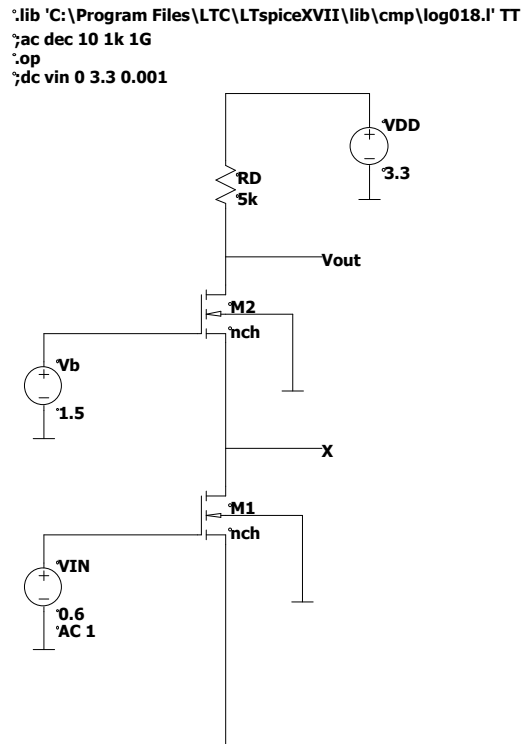 .lib 'C:\Program Files\LTC\LTspiceXVII\lib\cmp\log018.l' TT
;ac dec 10 1k 1G
.op
;dc vin 0 3.3 0.001
VDD
3.3
RD
5k
Vout
M2
nch
Vb
1.5
X
M1
nch
VIN
0.6
AC 1